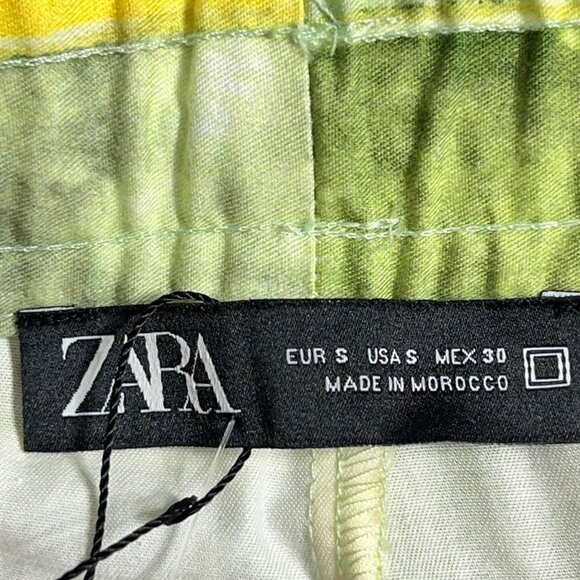 ZARA
EUR S USA S MEX 30
MADE IN MOROCCO